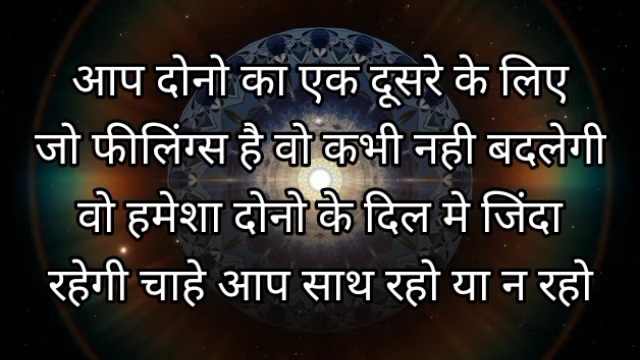 आप दोनो का एक दूसरे के लिए
जो फीलिंग्स है वो कभी नही बदलेगी
वो हमेशा दोनो के दिल मे जिंदा
रहेगी चाहे आप साथ रहो या न रहो